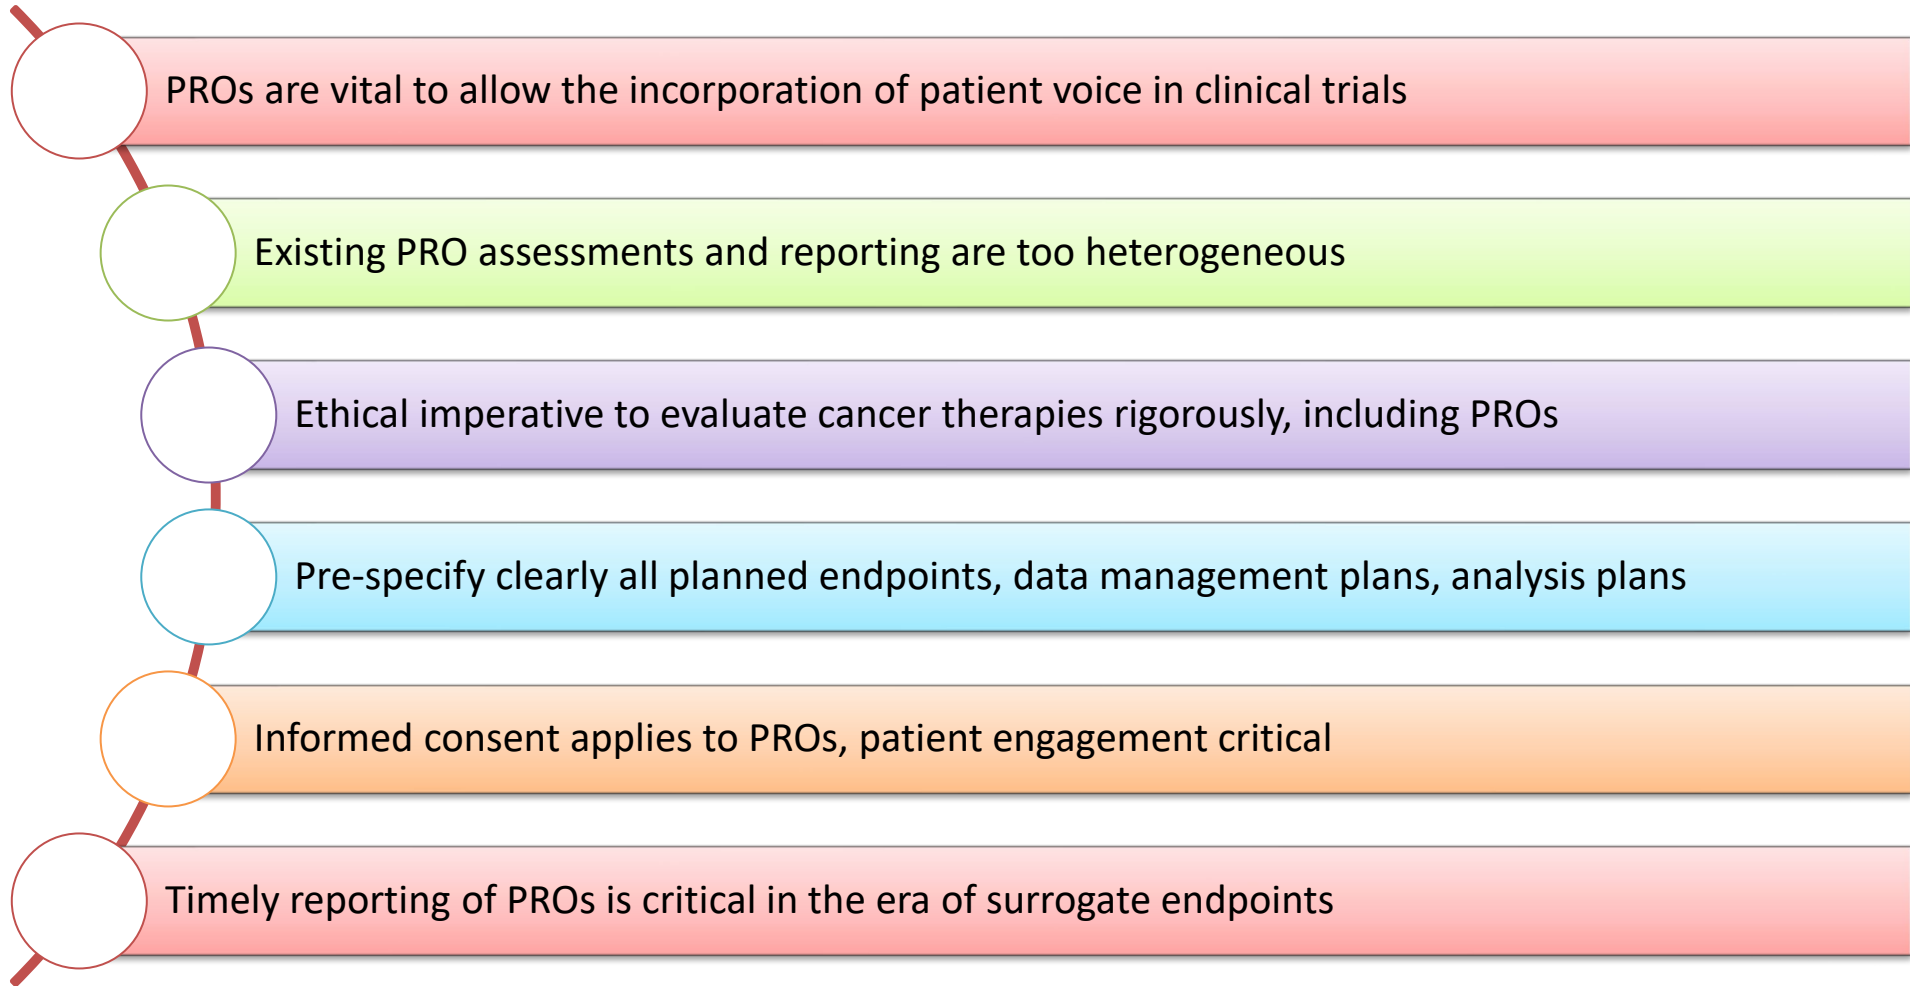 PROs are vital to allow the incorporation of patient voice in clinical trials
Existing PRO assessments and reporting are too heterogeneous
Ethical imperative to evaluate cancer therapies rigorously, including PROs
Pre-specify clearly all planned endpoints, data management plans, analysis plans
Informed consent applies to PROs, patient engagement critical
Timely reporting of PROs is critical in the era of surrogate endpoints